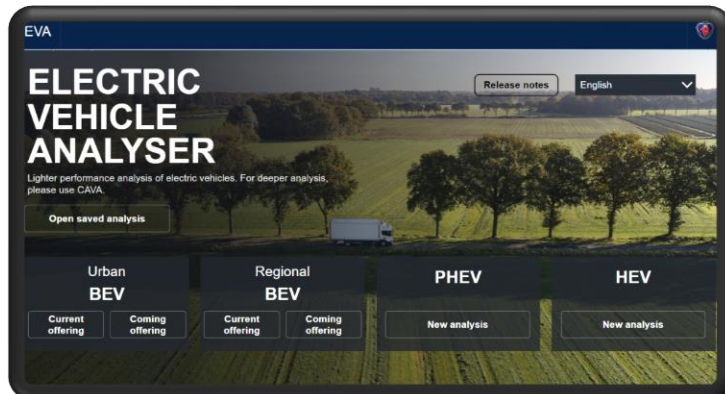 EVA
ELECTRIC
VEHICLE
ANALYSER
Release notes
English
Lighter performance analysis of electric vehicles. For deeper analysis,
please use CAVA.
Open saved analysis
Urban
BEV
Current
offering
Coming
offering
Regional
BEV
Current
offering
Coming
offering
PHEV
New analysis
HEV
New analysis